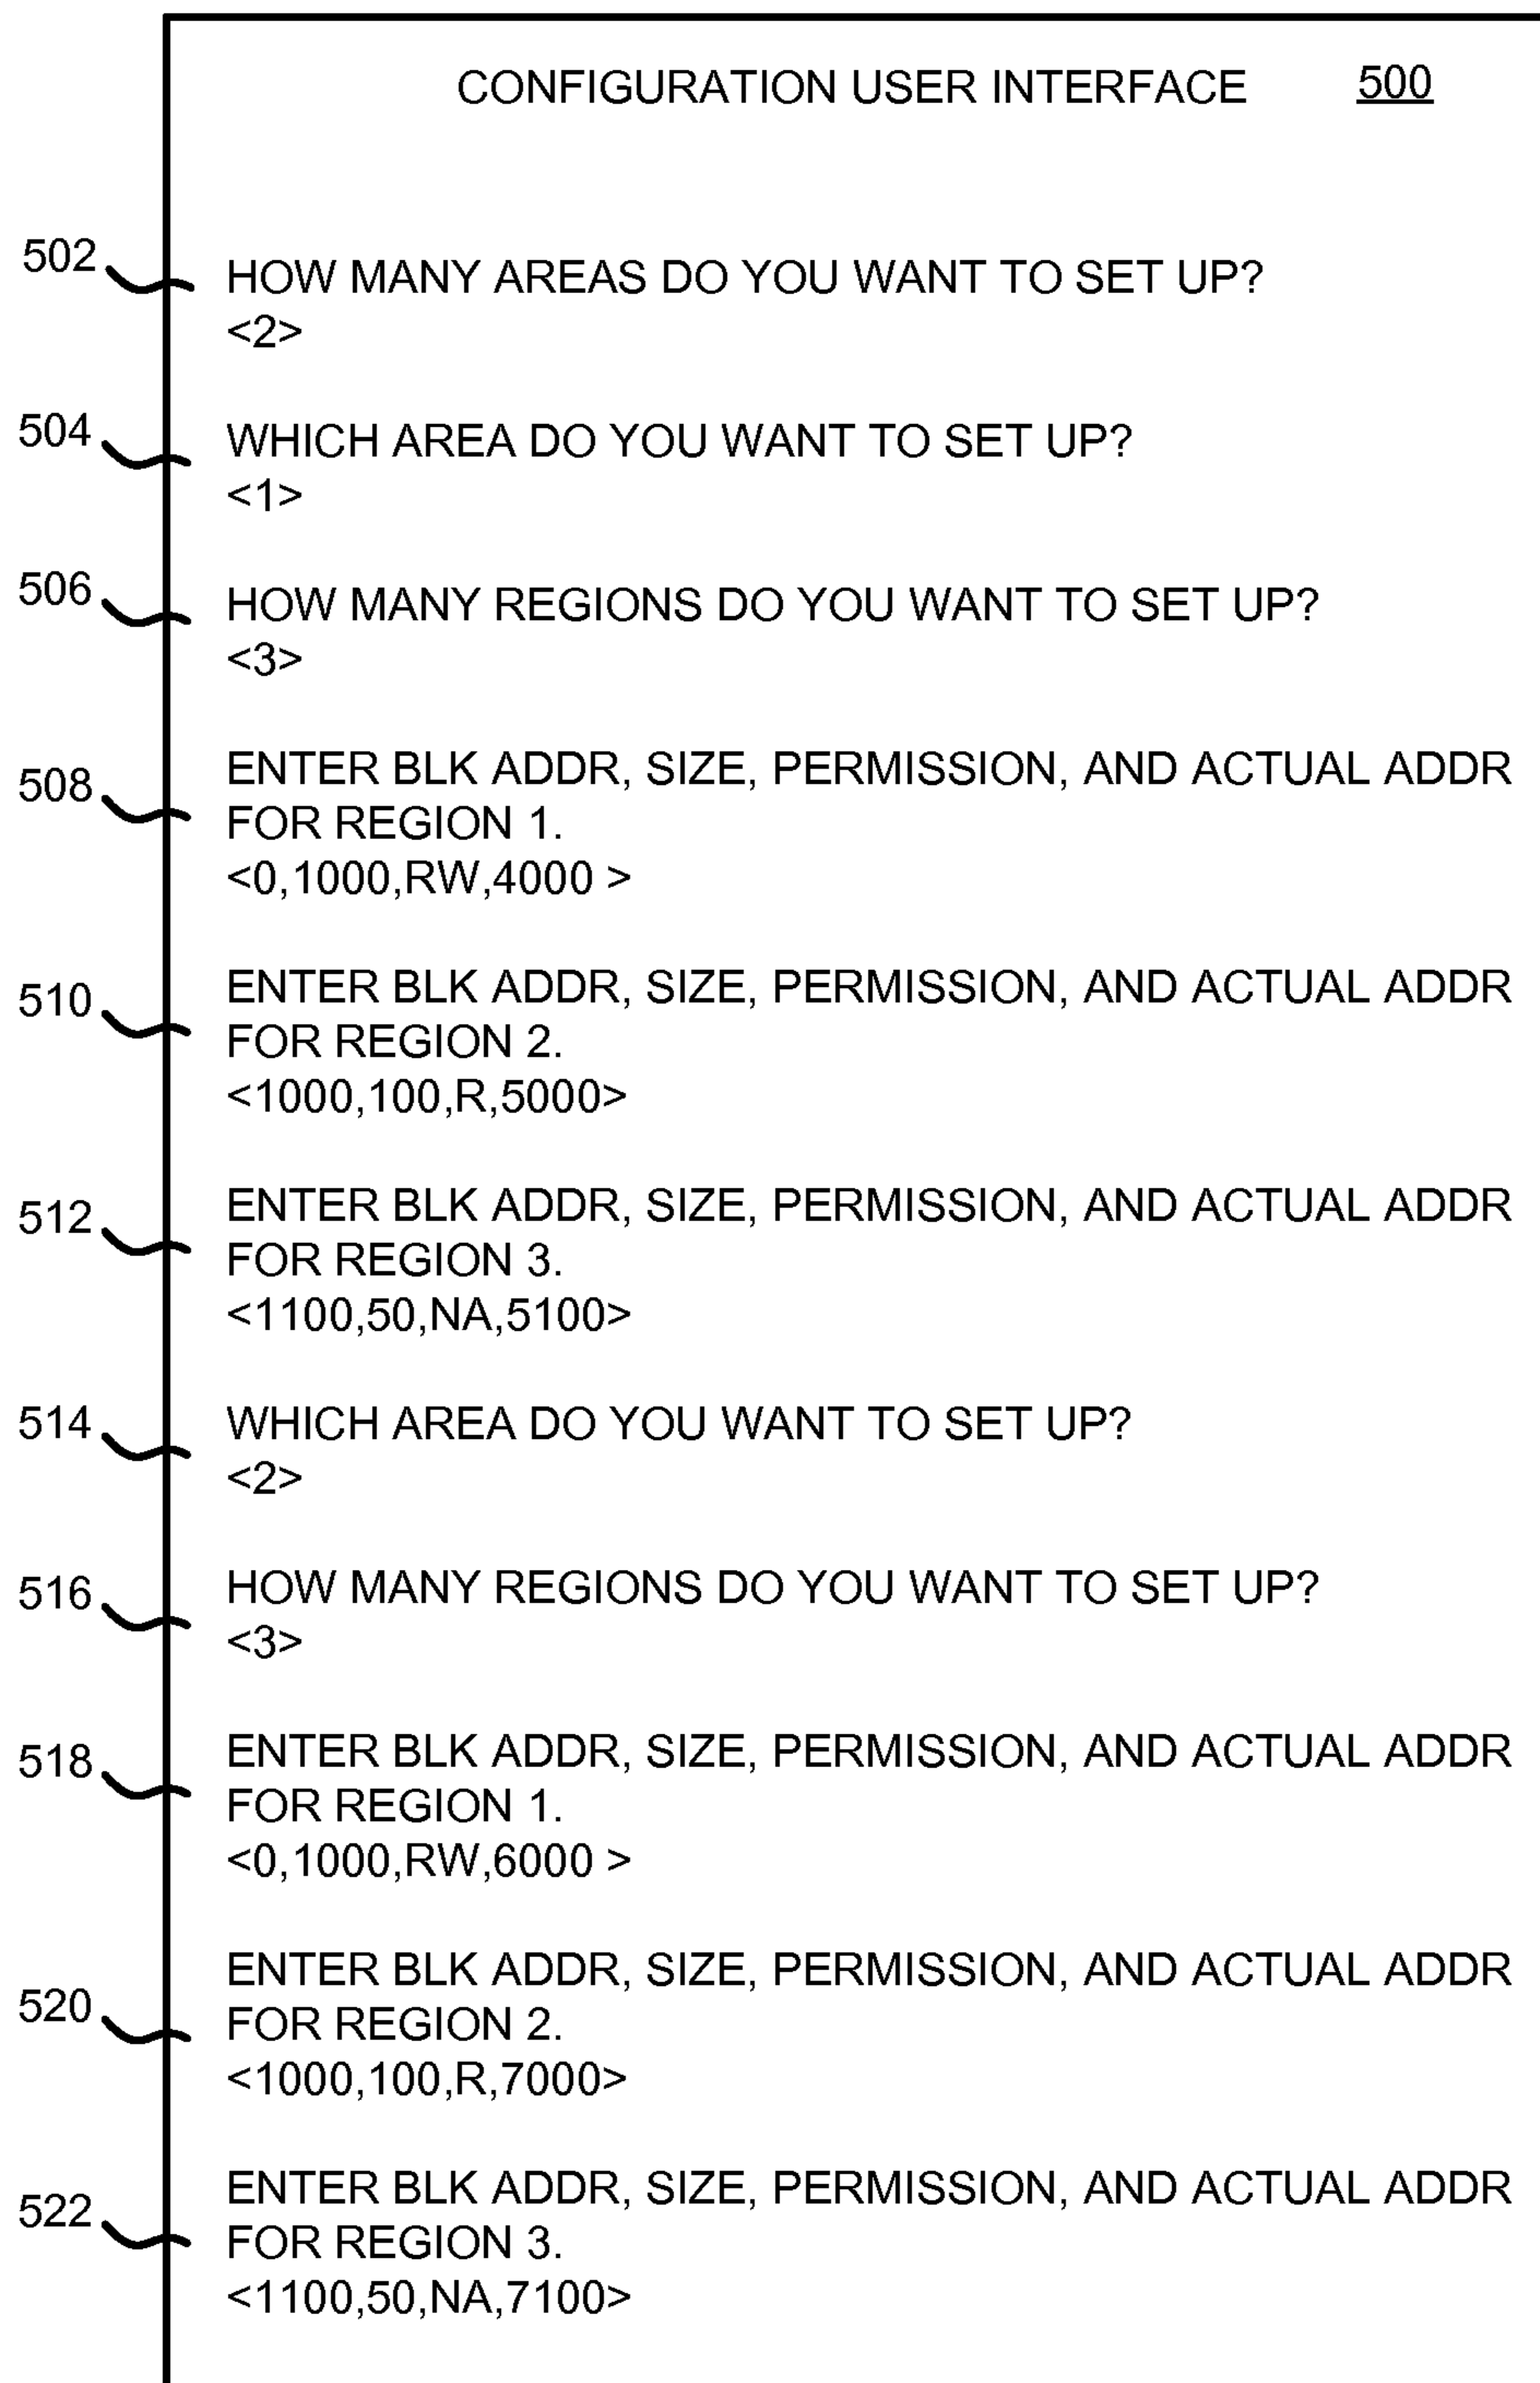 CONFIGURATION USER INTERFACE 500
502 HOW MANY AREAS DO YOU WANT TO SET UP?
<2>
504 WHICH AREA DO YOU WANT TO SET UP?
<1>
506 HOW MANY REGIONS DO YOU WANT TO SET UP?
<3>
508 ENTER BLK ADDR, SIZE, PERMISSION, AND ACTUAL ADDR
FOR REGION 1.
<0,1000,RW,4000 >
510 ENTER BLK ADDR, SIZE, PERMISSION, AND ACTUAL ADDR
FOR REGION 2.
<1000,100,R,5000>
512 ENTER BLK ADDR, SIZE, PERMISSION, AND ACTUAL ADDR
FOR REGION 3.
<1100,50,NA,5100>
514 WHICH AREA DO YOU WANT TO SET UP?
<2>
516 HOW MANY REGIONS DO YOU WANT TO SET UP?
<3>
518 ENTER BLK ADDR, SIZE, PERMISSION, AND ACTUAL ADDR
FOR REGION 1.
<0,1000,RW,6000 >
520 ENTER BLK ADDR, SIZE, PERMISSION, AND ACTUAL ADDR
FOR REGION 2.
<1000,100,R,7000>
522 ENTER BLK ADDR, SIZE, PERMISSION, AND ACTUAL ADDR
FOR REGION 3.
<1100,50,NA,7100>